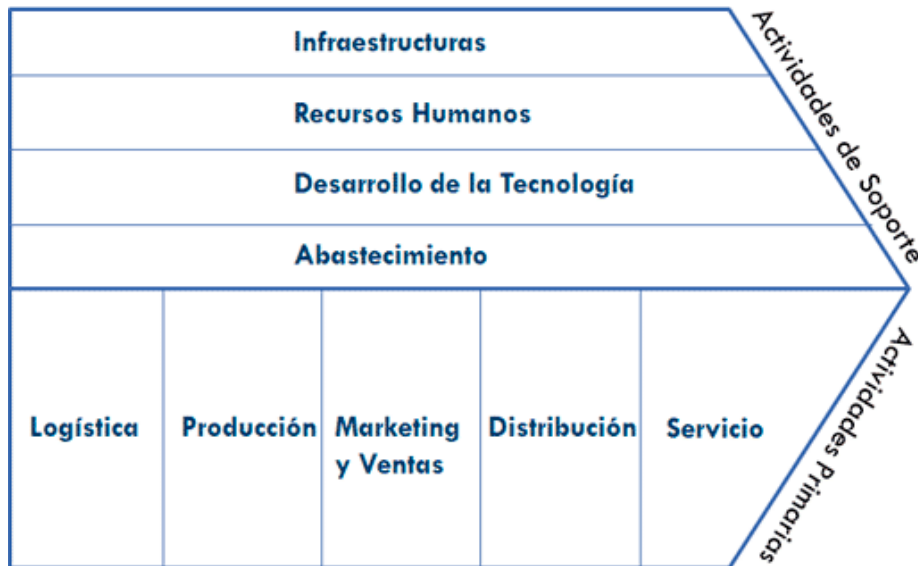 Infraestructuras
Recursos Humanos
Desarrollo de la Tecnología
Abastecimiento
Actividades de Soporte
Logística
Producción
Marketing
y Ventas
Distribución
Servicio
Actividades Primarias